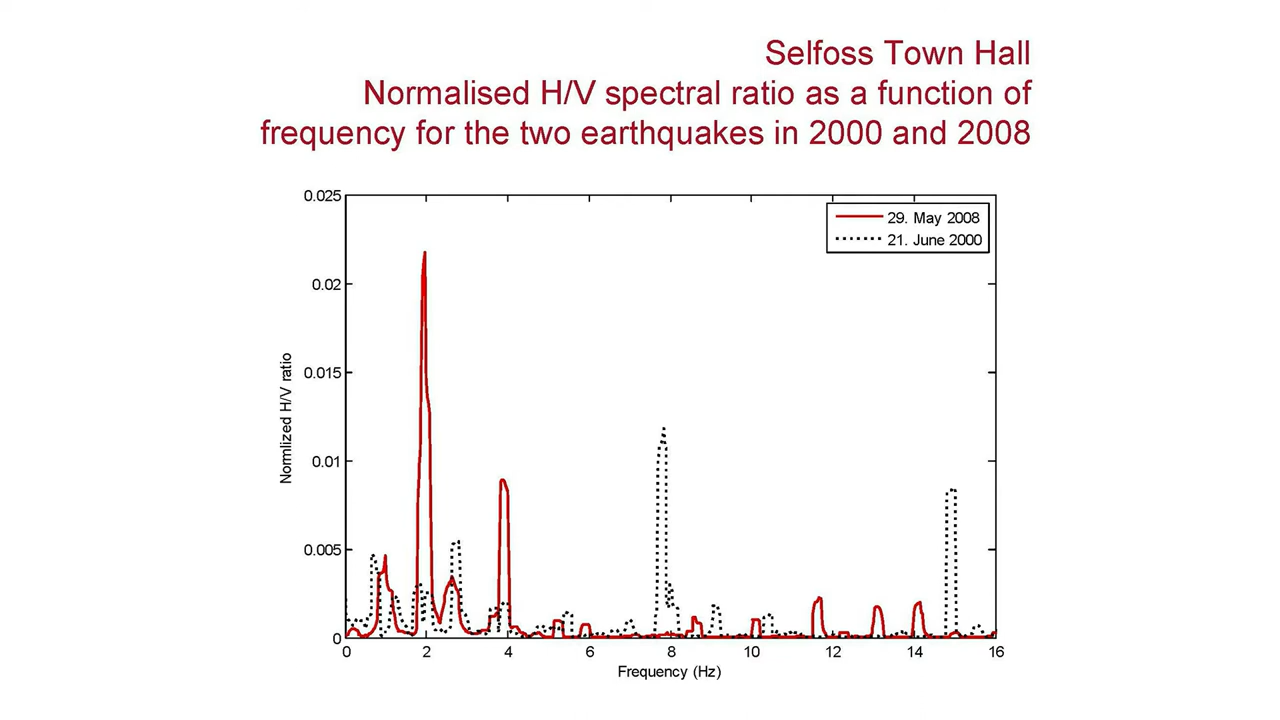 Selfoss Town Hall
Normalised H/V spectral ratio as a function of
frequency for the two earthquakes in 2000 and 2008
29. May 2008
21. June 2000
0.025
0.02
0.015
0.01
0.005
0
Normlized H/V ratio
0 2 4 6 8 10 12 14 16
Frequency (Hz)